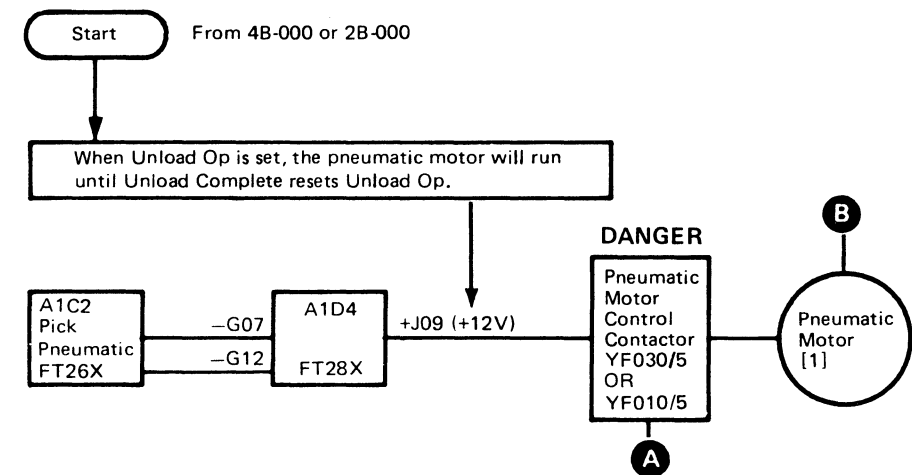 Start
From 4B-000 or 2B-000
When Unload Op is set, the pneumatic motor will run
until Unload Complete resets Unload Op.
B
DANGER
A1C2
Pick
Pneumatic
FT26X
—G07
—G12
A1D4
FT28X
+J09 (+12V)
Pneumatic
Motor
Control
Contactor
YF030/5
OR
YF010/5
Pneumatic
Motor
[1]
A